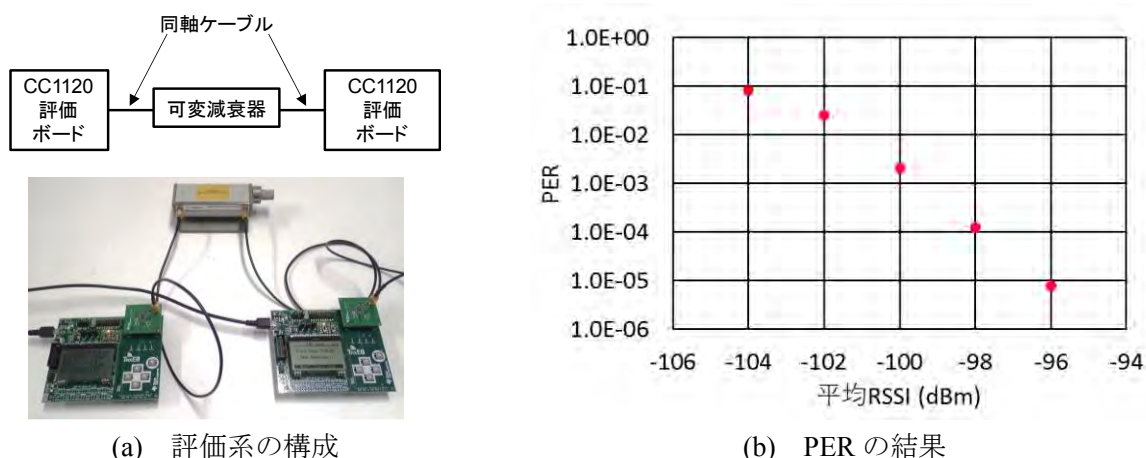 同軸ケーブル
CC1120
評価
ボード
可変減衰器
CC1120
評価
ボード
(a) 評価系の構成
1.0E+00
1.0E-01
1.0E-02
1.0E-03
1.0E-04
1.0E-05
1.0E-06
PER
-106 -104 -102 -100 -98 -96 -94
平均RSSI (dBm)
(b) PER の結果